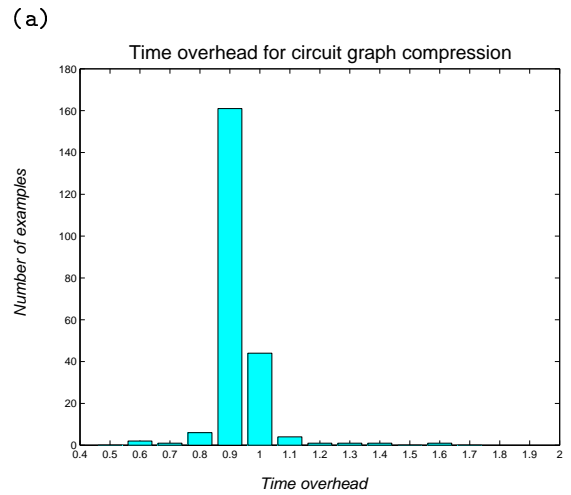 (a)
Time overhead for circuit graph compression
180
160
140
120
100
80
60
40
20
0
Number of examples
0.4 0.5 0.6 0.7 0.8 0.9 1 1.1 1.2 1.3 1.4 1.5 1.6 1.7 1.8 1.9 2
Time overhead